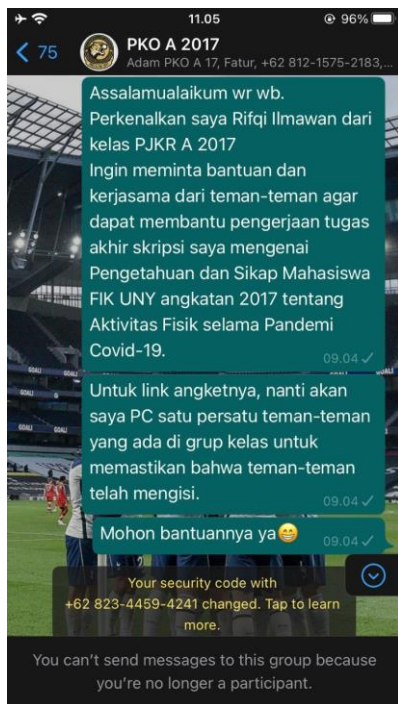 11.05
96%
75
PKO A 2017
Adam PKO A 17, Fatur, +62 812-1575-2183,...
Assalamualaikum wr wb.
Perkenalkan saya Rifqi Ilmawan dari
kelas PJKR A 2017
Ingin meminta bantuan dan
kerjasama dari teman-teman agar
dapat membantu pengerjaan tugas
akhir skripsi saya mengenai
Pengetahuan dan Sikap Mahasiswa
FIK UNY angkatan 2017 tentang
Aktivitas Fisik selama Pandemi
Covid-19.
09.04
Untuk link angketnya, nanti akan
saya PC satu persatu teman-teman
yang ada di grup kelas untuk
memastikan bahwa teman-teman
telah mengisi.
09.04
Mohon bantuannya ya😁
09.04
Your security code with
+62 823-4459-4241 changed. Tap to learn
more.
You can't send messages to this group because
you're no longer a participant.